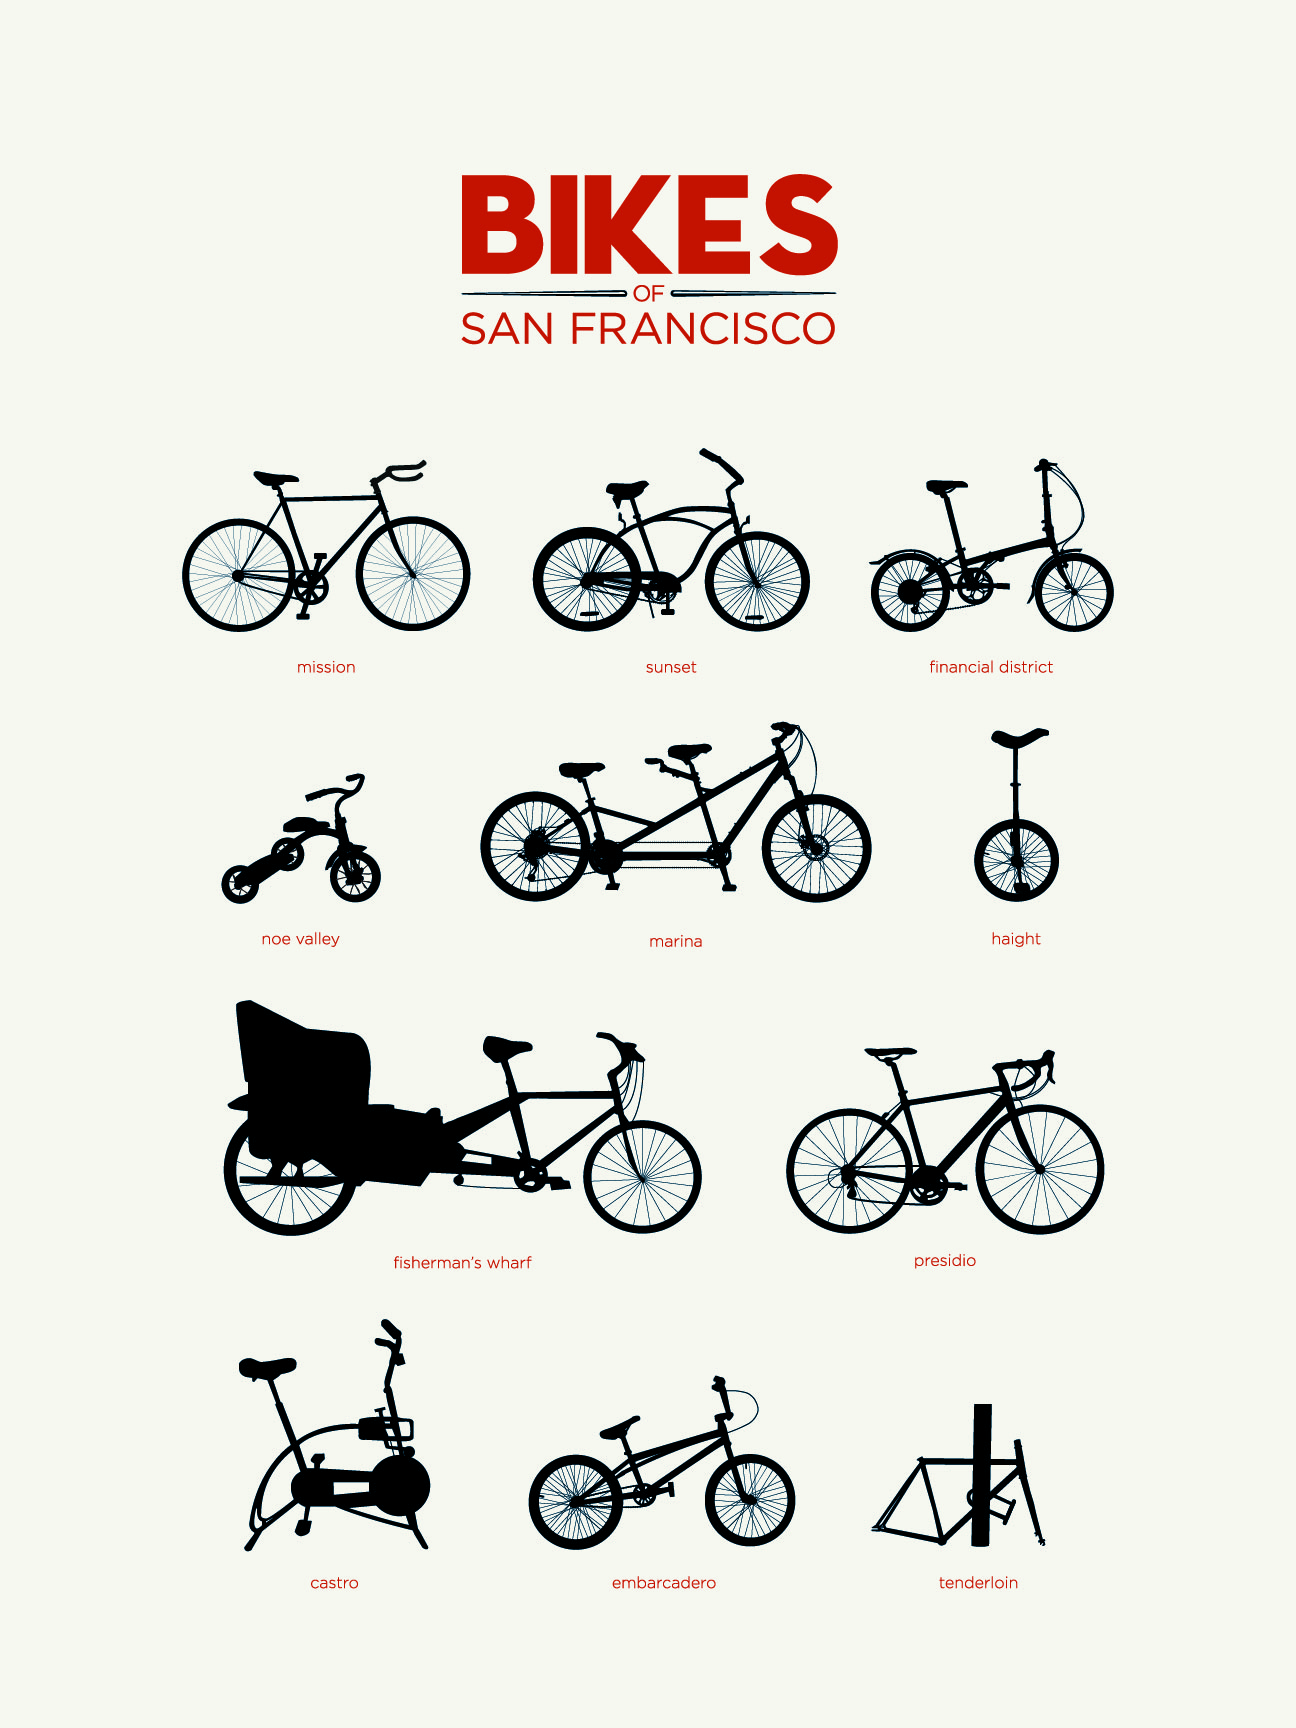 BIKES
OF
SAN FRANCISCO
mission
sunset
financial district
noe valley
marina
haight
fisherman's wharf
presidio
castro
embarcadero
tenderloin